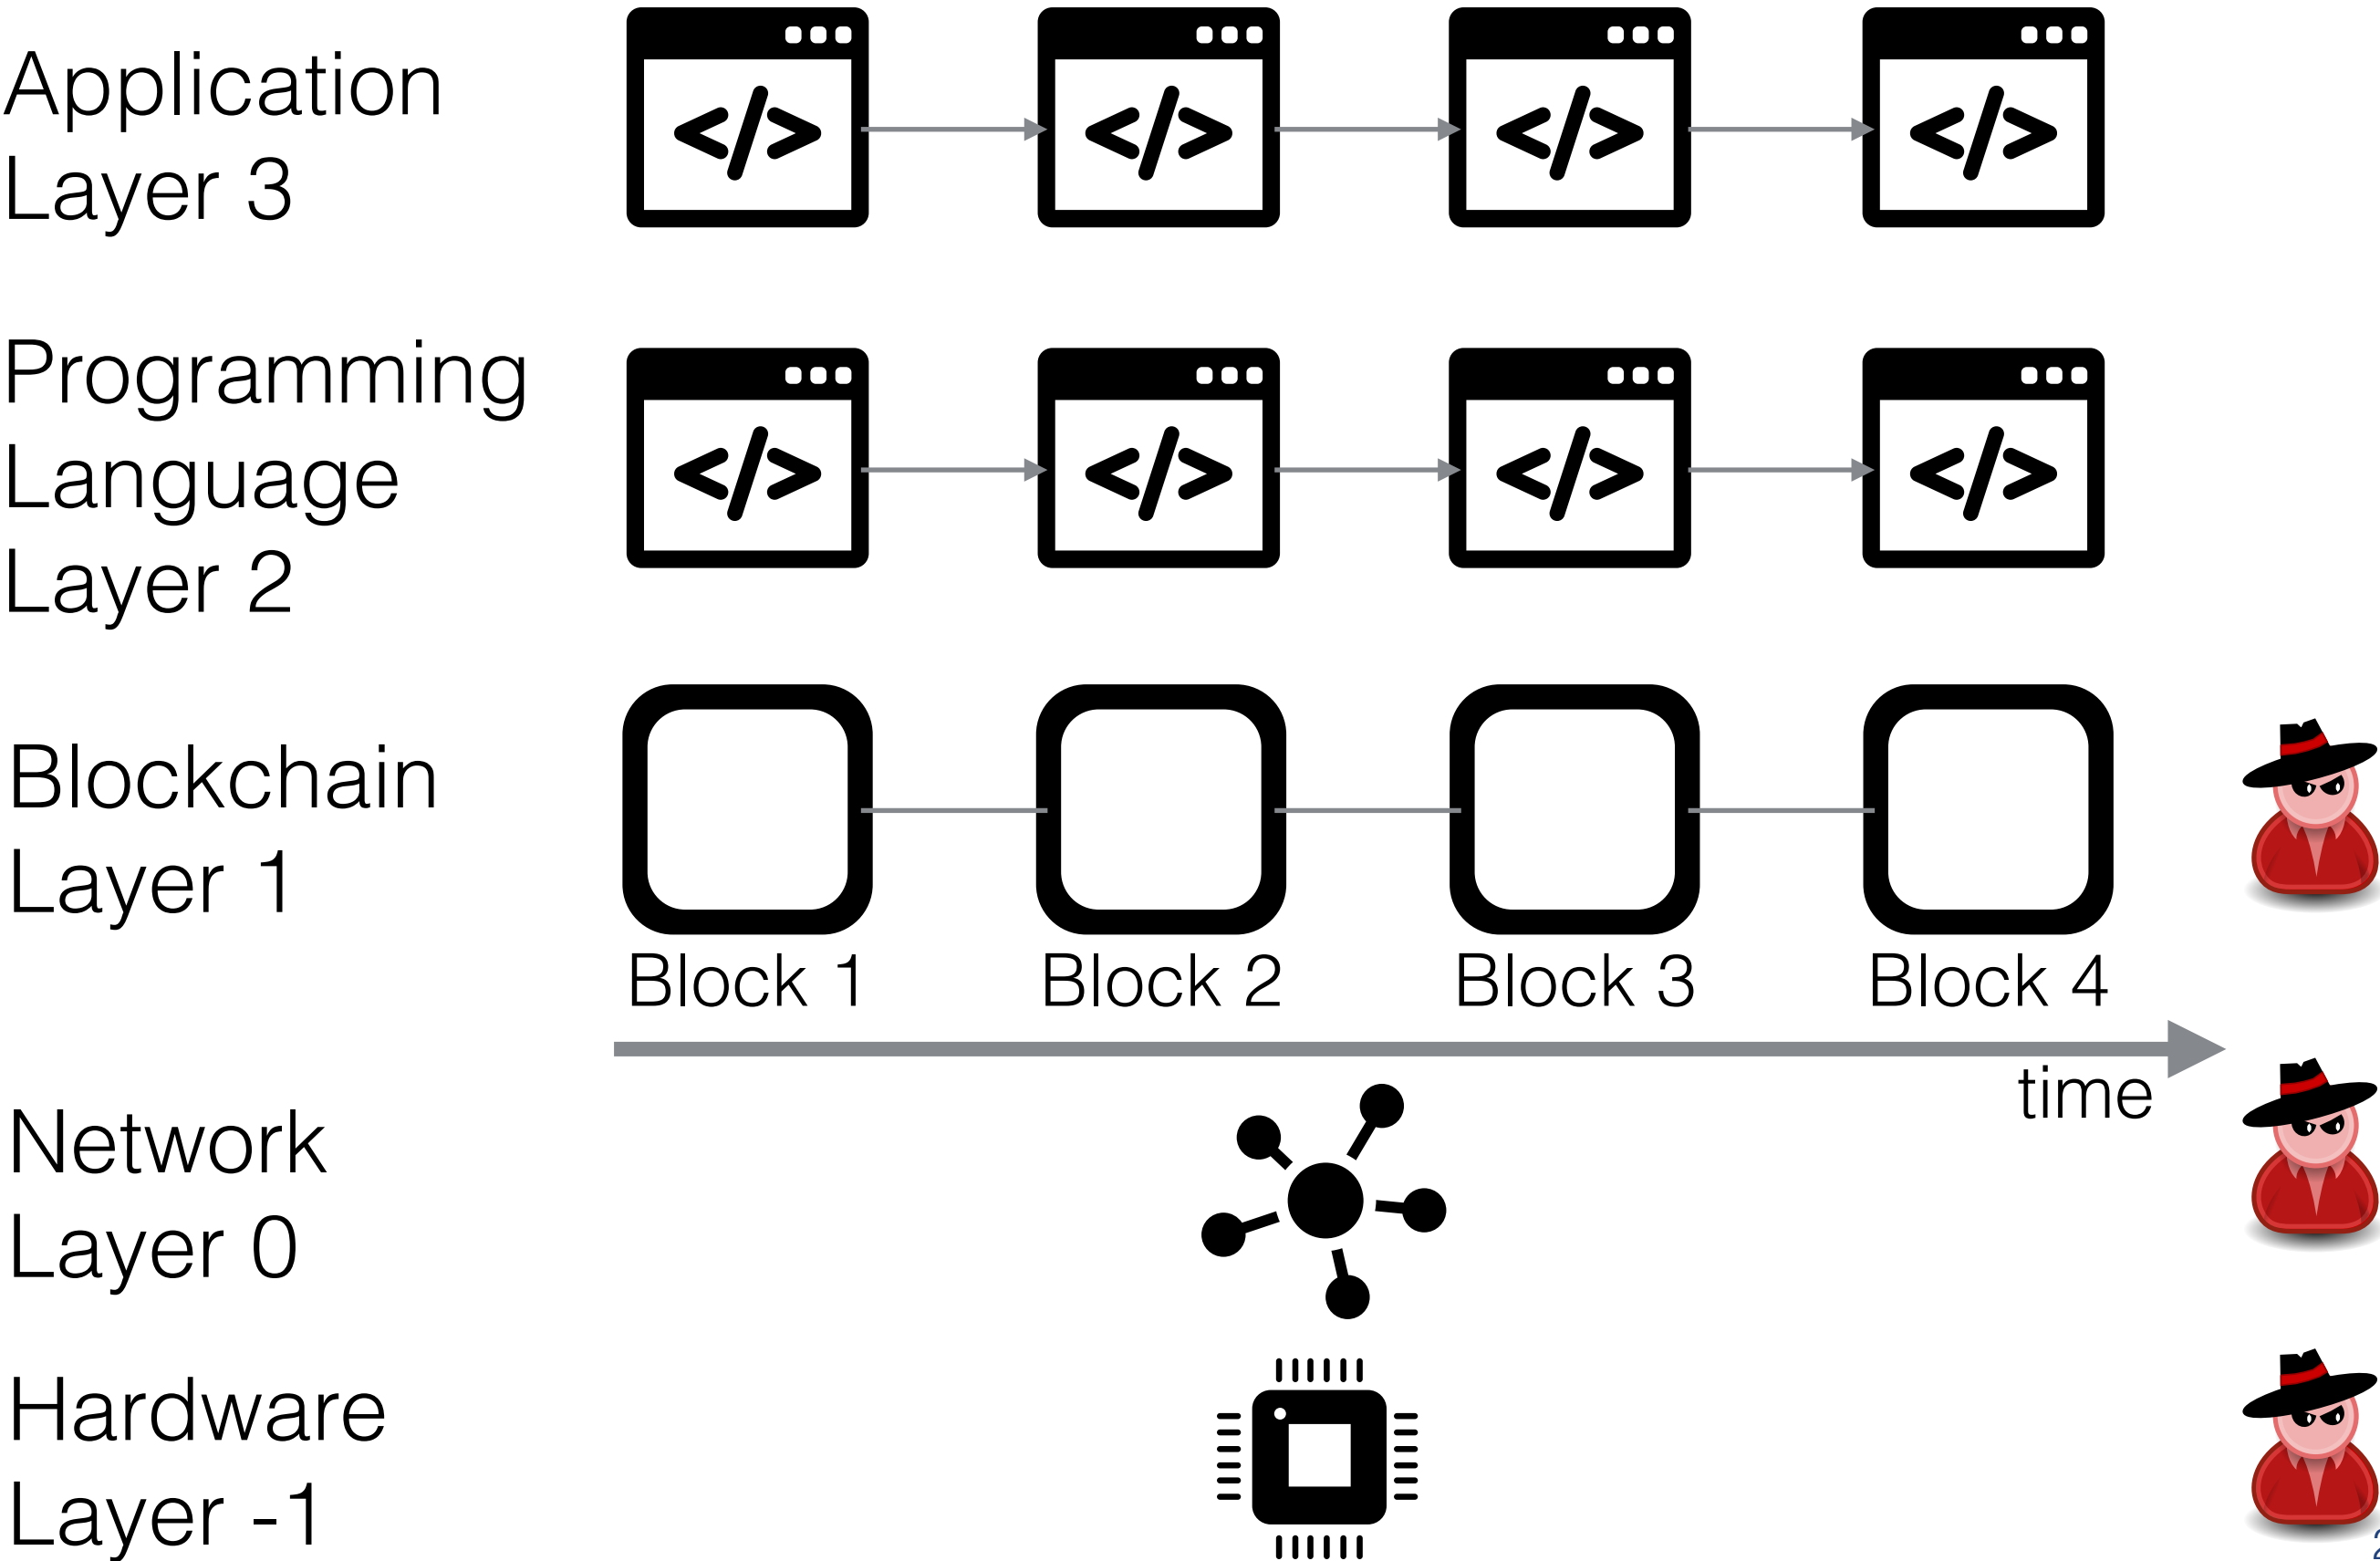 Application
Layer 3
Programming
Language
Layer 2
Blockchain
Layer 1
Block 1
Block 2
Block 3
Block 4
time
Network
Layer 0
Hardware
Layer -1